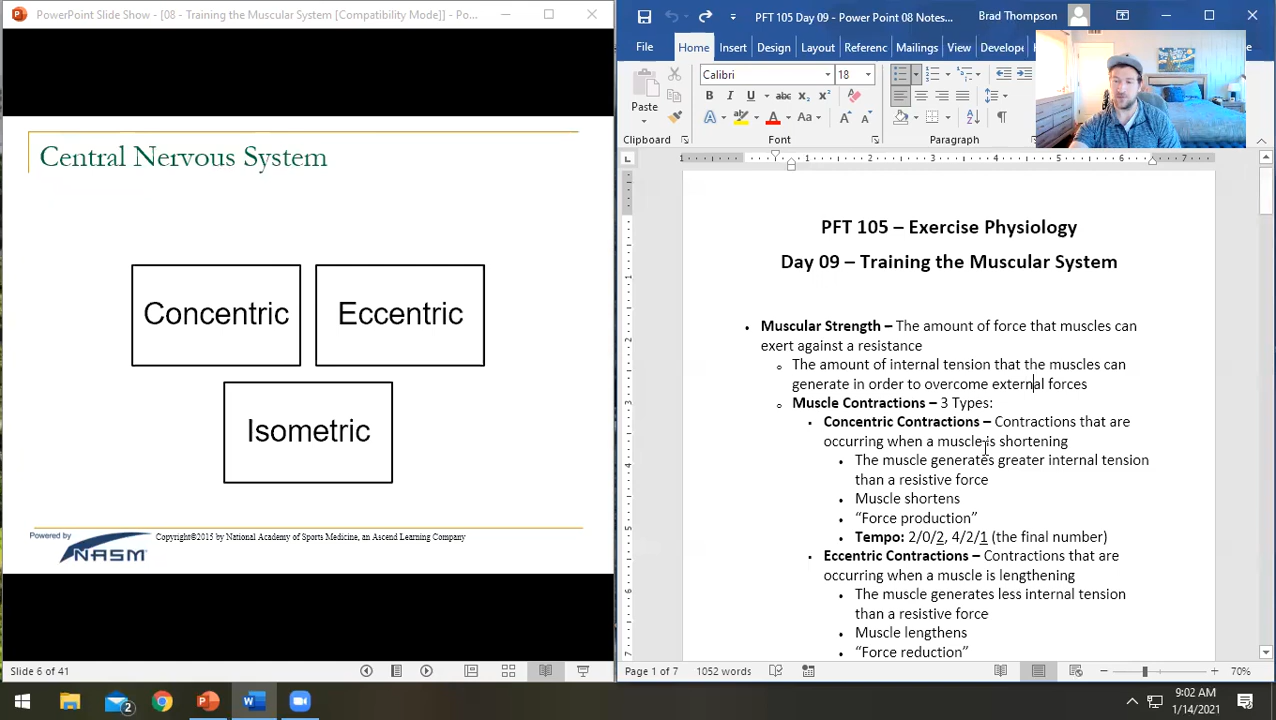 PowerPoint Slide Show - [08 - Training the Muscular System [Compatibility Mode]] - Po...
PFT 105 Day 09 - Power Point 08 Notes...
Brad Thompson
File
Home
Insert
Design
Layout
Referenc
Mailings
View
Develop
Paste
Clipboard
Calibri
18
B I U abc X₂ X²
Font
Paragraph
Central Nervous System
Concentric
Eccentric
Isometric
Powered by
NASM
Copyright©2015 by National Academy of Sports Medicine, an Ascend Learning Company
PFT 105 – Exercise Physiology
Day 09 – Training the Muscular System
• Muscular Strength – The amount of force that muscles can
exert against a resistance
o The amount of internal tension that the muscles can
generate in order to overcome external forces
o Muscle Contractions – 3 Types:
▪ Concentric Contractions – Contractions that are
occurring when a muscle is shortening
• The muscle generates greater internal tension
than a resistive force
• Muscle shortens
• “Force production”
• Tempo: 2/0/2, 4/2/1 (the final number)
▪ Eccentric Contractions – Contractions that are
occurring when a muscle is lengthening
• The muscle generates less internal tension
than a resistive force
• Muscle lengthens
• “Force reduction”
Slide 6 of 41
Page 1 of 7
1052 words
70%
2
9:02 AM
1/14/2021